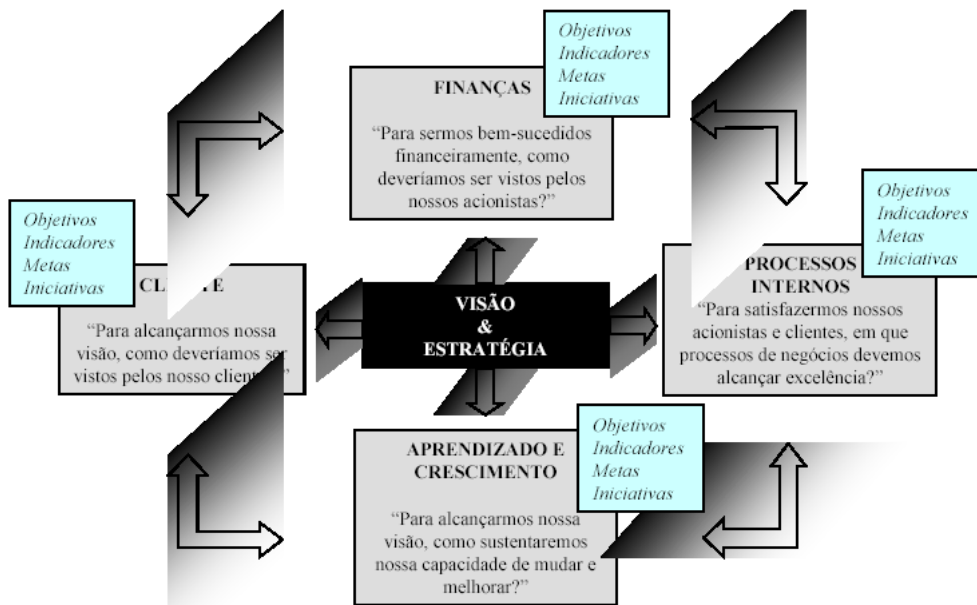 Objetivos
Indicadores
Metas
Iniciativas
FINANÇAS
“Para sermos bem-sucedidos
financeiramente, como
deveríamos ser vistos pelos
nossos acionistas?”
Objetivos
Indicadores
Metas
Iniciativas
“Para alcançarmos nossa
visão, como deveríamos ser
vistos pelos nosso
VISÃO
&
ESTRATÉGIA
Objetivos
Indicadores
Metas
Iniciativas
PROCESSOS
INTERNOS
“Para satisfazermos nossos
acionistas e clientes, em que
processos de negócios devemos
alcançar excelência?”
Objetivos
Indicadores
Metas
Iniciativas
APRENDIZADO E
CRESCIMENTO
“Para alcançarmos nossa
visão, como sustentaremos
nossa capacidade de mudar e
melhorar?”